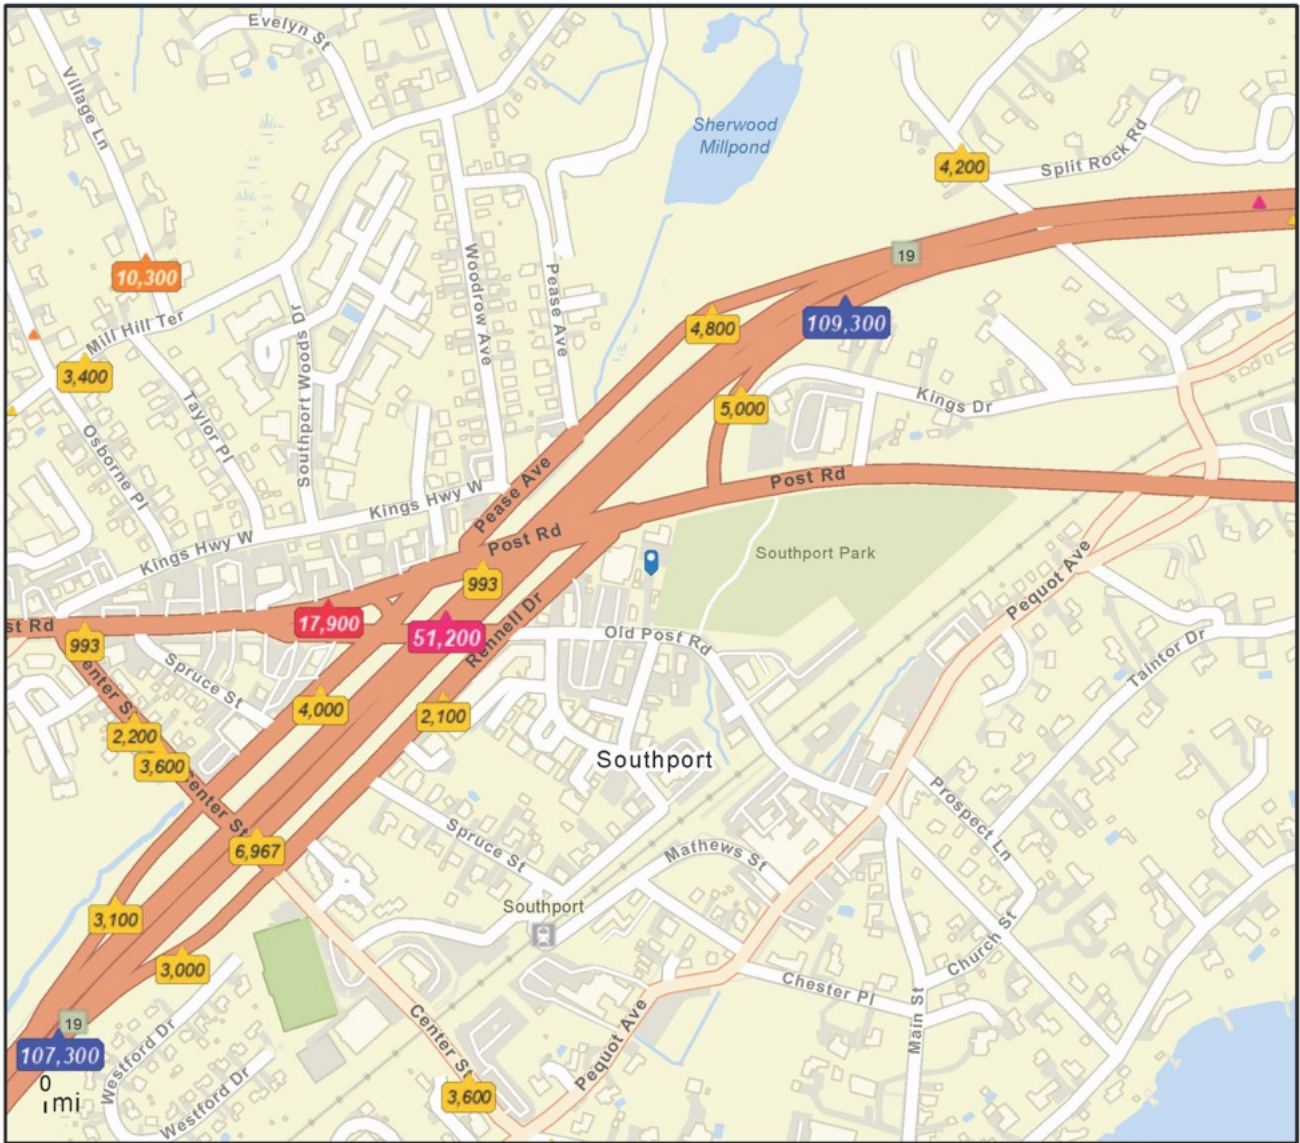 Evelyn St
Village Ln
Sherwood
Millpond
4,200
Split Rock Rd
19
10,300
Woodrow Ave
Pease Ave
Mill Hill Ter
Southport Woods Dr
4,800
109,300
3,400
5,000
Kings Dr
Taylor Pl
Osborne Pl
Post Rd
Kings Hwy W
Pease Ave
Kings Hwy W
Post Rd
Southport Park
993
Pequot Ave
Rennell Dr
st Rd
17,900
51,200
Old Post Rd
993
enter S
Spruce St
Taintor Dr
4,000
2,100
2,200
3,600
Southport
enter St
Prospect Ln
6,967
Spruce St
Mathews St
3,100
Southport
3,000
Church St
Chester Pl
19
107,300
Westford Dr
Center St
Pequot Ave
Main St
0
mi
3,600
Westford Dr